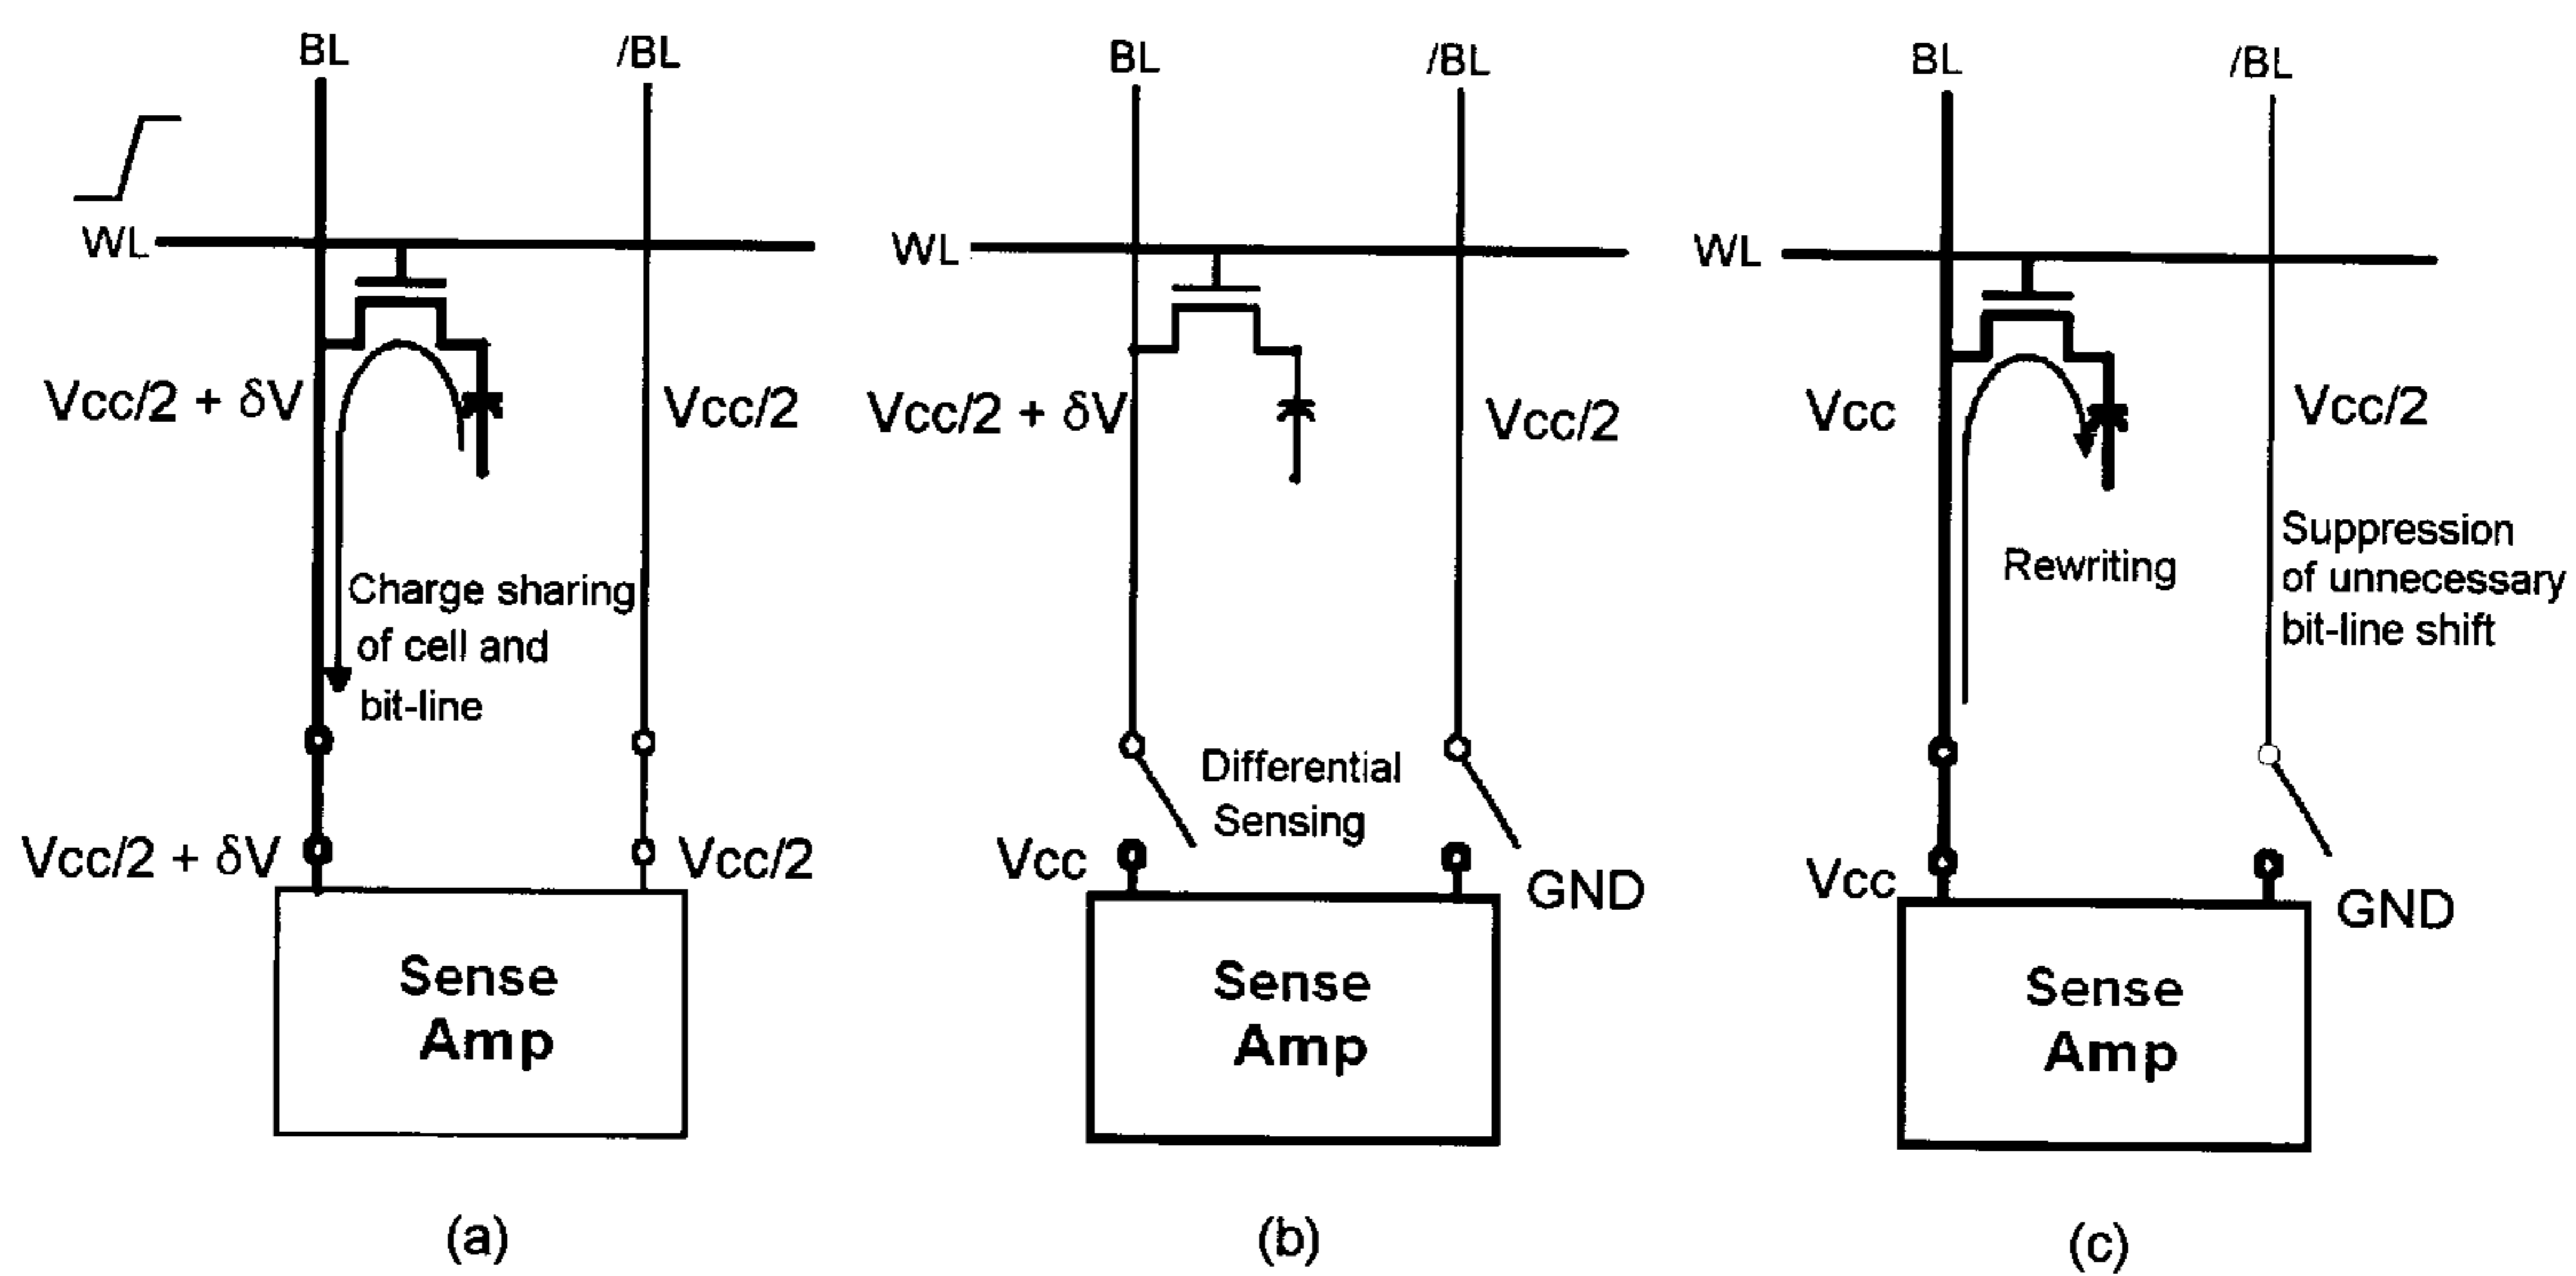 BL
/BL
WL
Vcc/2 + δV
Vcc/2
Charge sharing
of cell and
bit-line
Vcc/2 + δV
Vcc/2
Sense
Amp
(a)
BL
/BL
WL
Vcc/2 + δV
Vcc/2
Differential
Sensing
Vcc
GND
Sense
Amp
(b)
BL
/BL
WL
Vcc
Vcc/2
Rewriting
Suppression
of unnecessary
bit-line shift
Vcc
GND
Sense
Amp
(c)